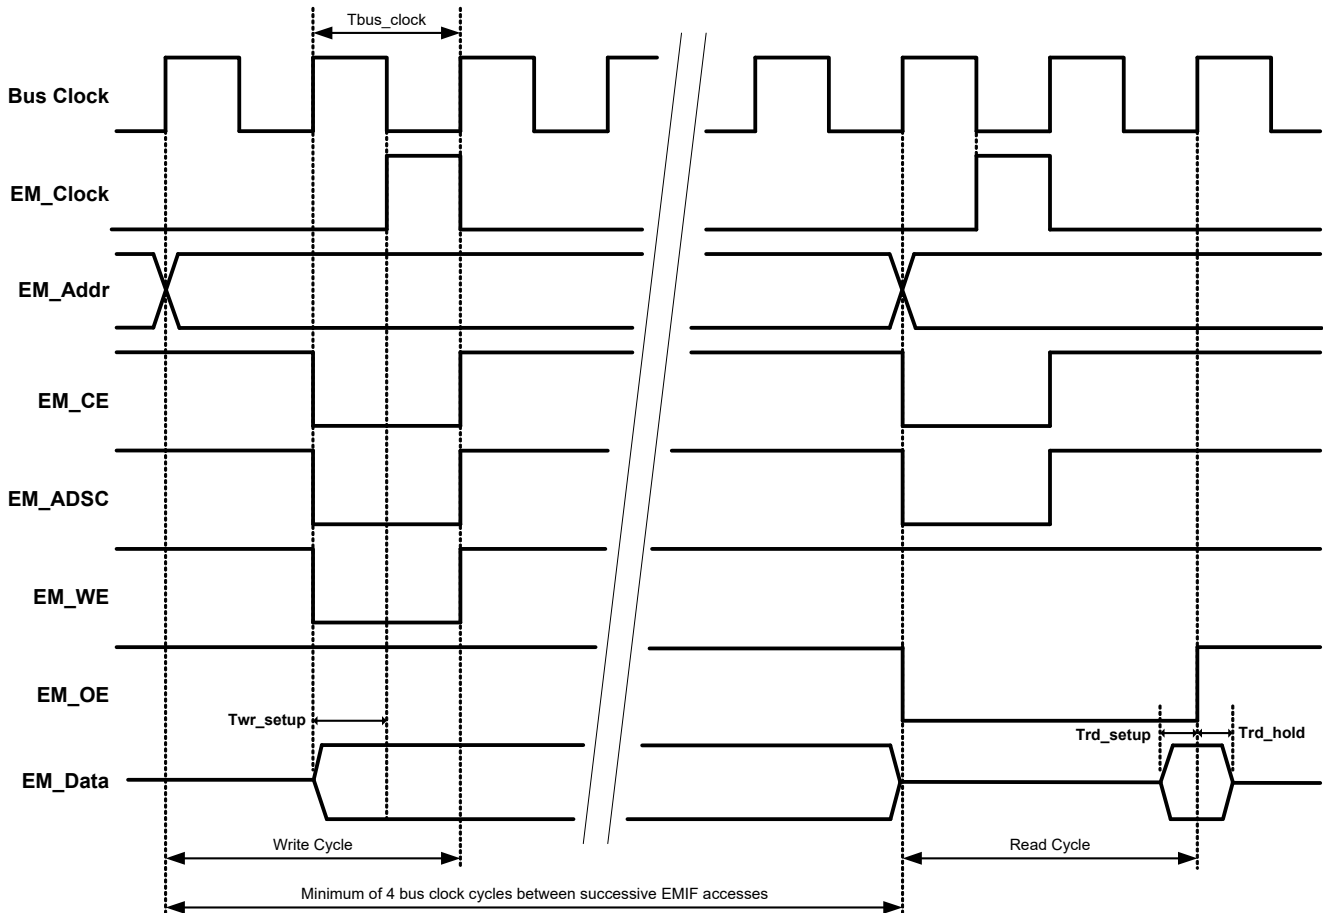 Tbus_clock
Bus Clock
EM_Clock
EM_Addr
EM_CE
EM_ADSC
EM_WE
EM_OE
Twr_setup
Trd_setup
Trd_hold
EM_Data
Write Cycle
Read Cycle
Minimum of 4 bus clock cycles between successive EMIF accesses